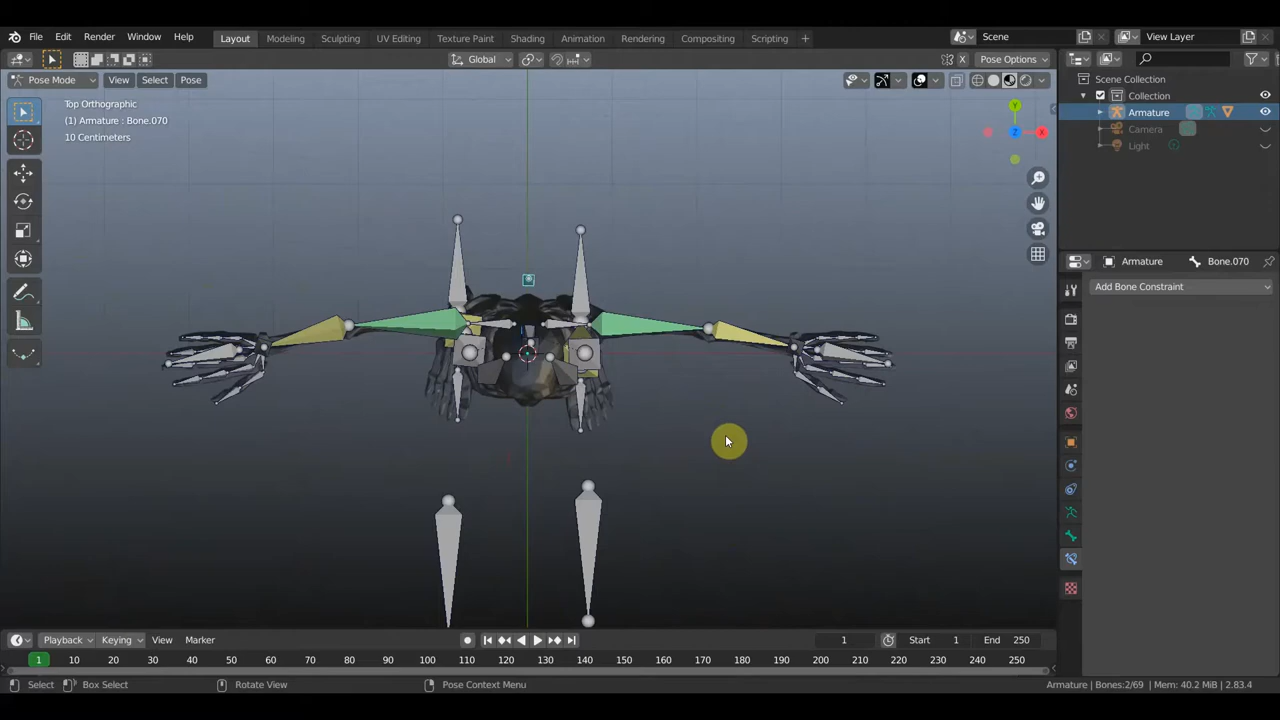 File Edit Render Window Help Layout Modeling Sculpting UV Editing Texture Paint Shading Animation Rendering Compositing Scripting + Scene View Layer
Global X Pose Options
Pose Mode View Select Pose
Top Orthographic
(1) Armature : Bone.070
10 Centimeters
Y
Z
X
Scene Collection
Collection
Armature
Camera
Light
Armature Bone.070
Add Bone Constraint
Playback Keying View Marker 1 Start 1 End 250
1 10 20 30 40 50 60 70 80 90 100 110 120 130 140 150 160 170 180 190 200 210 220 230 240 250
Select Box Select Rotate View Pose Context Menu Armature | Bones:2/69 | Mem: 40.2 MiB | 2.83.4